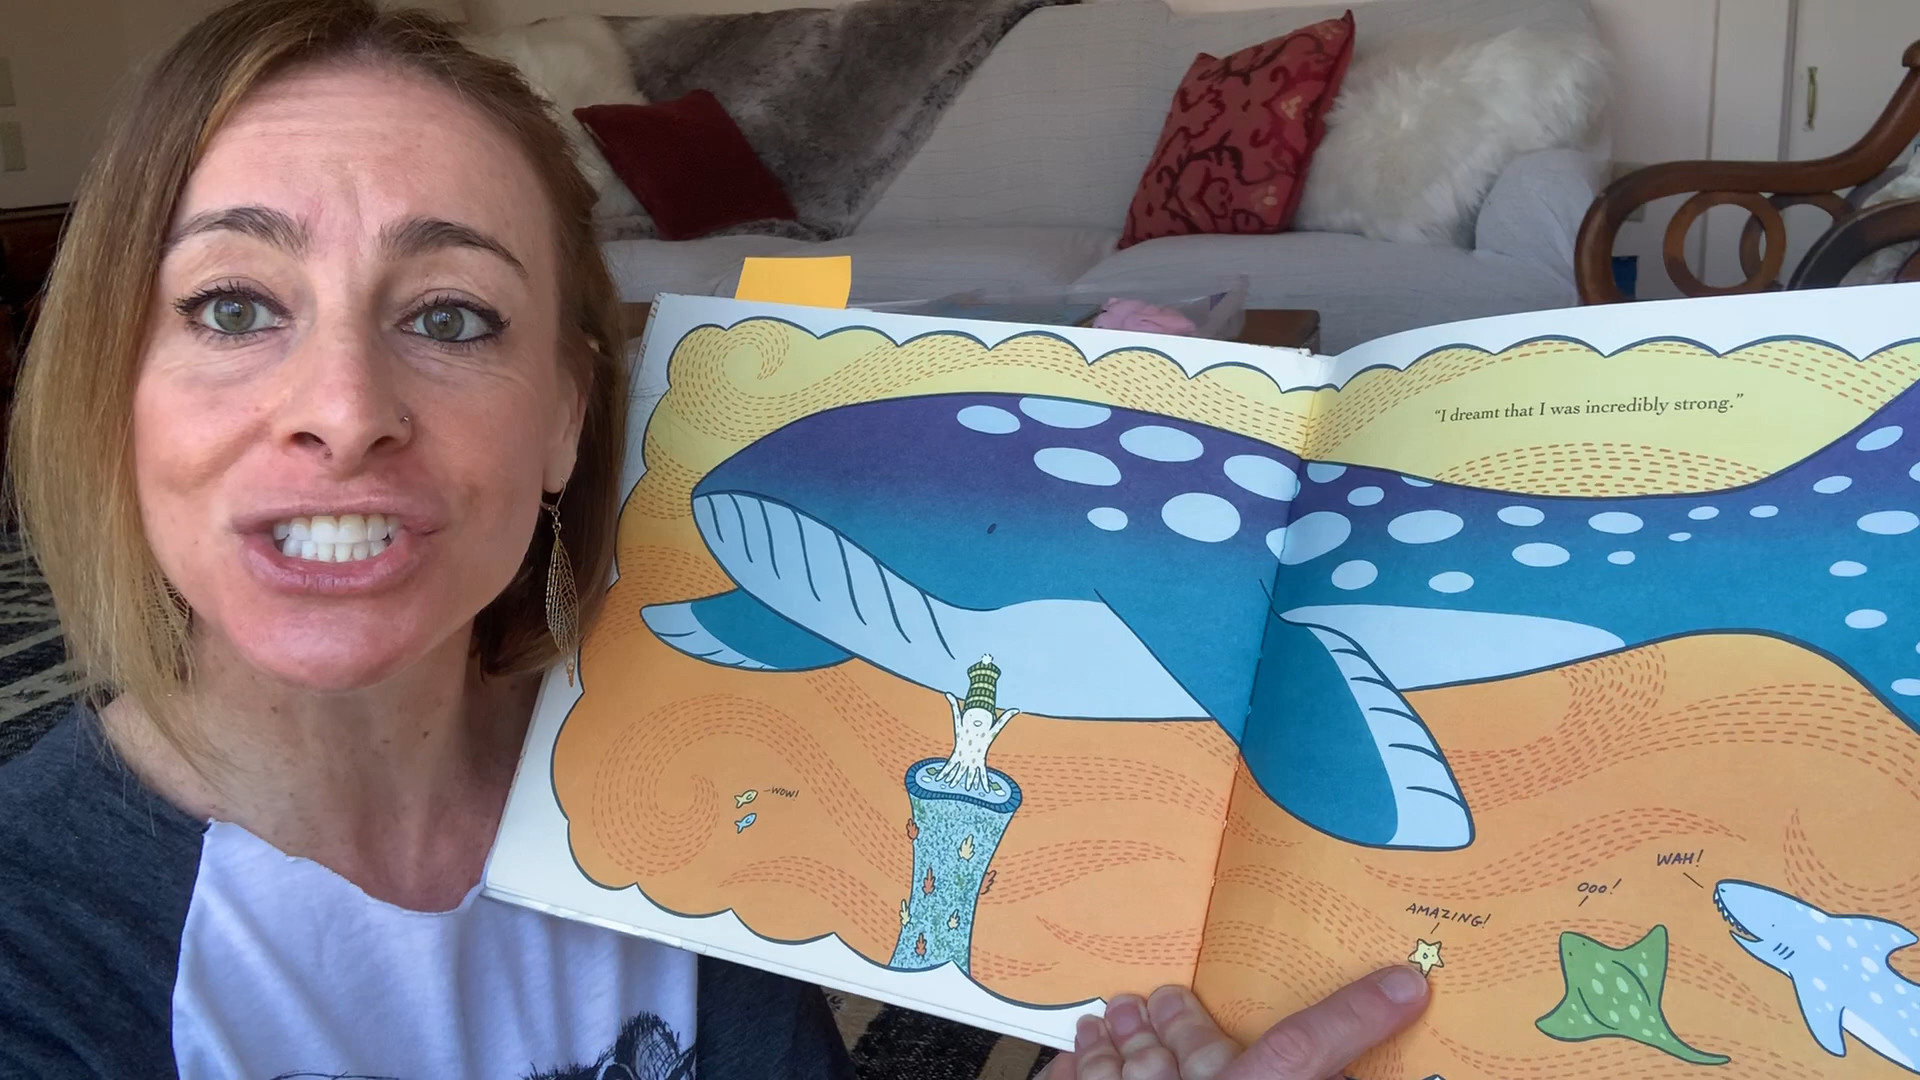 "I dreamt that I was incredibly strong."
-WOW!
WAH!
OOO!
AMAZING!